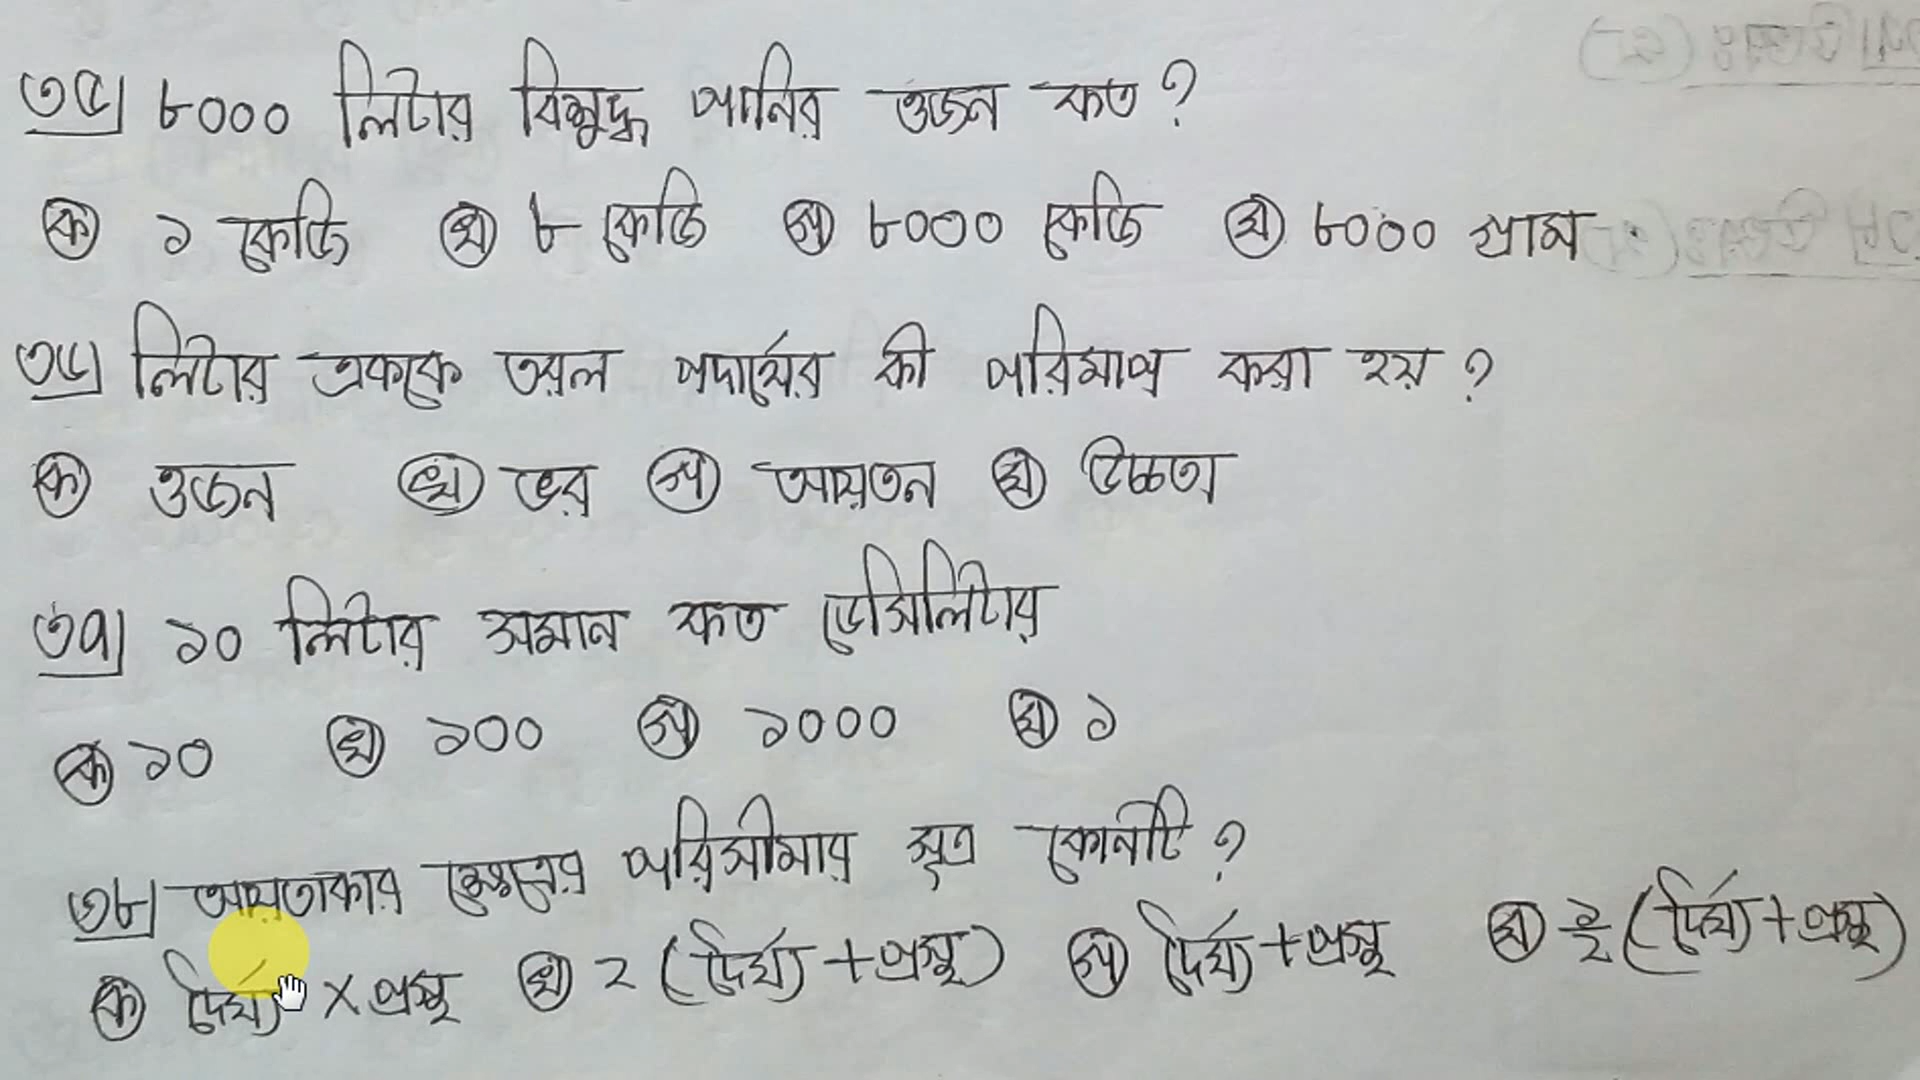 ৩৫| ৮০০০ লিটার বিশুদ্ধ পানির ওজন কত ?
ক ১ কেজি খ ৮ কেজি গ ৮০০০ কেজি ঘ ৮০০০ গ্রাম
৩৬| লিটার এককে তরল পদার্থের কী পরিমাপ করা হয় ?
ক ওজন খ ভর গ আয়তন ঘ উচ্চতা
৩৭| ১০ লিটার সমান কত ডেসিলিটার
ক ১০ খ ১০০ গ ১০০০ ঘ ১
৩৮| আয়তাকার ক্ষেত্রের পরিসীমার সূত্র কোনটি ?
ক দৈর্ঘ্য × প্রস্থ খ ২ (দৈর্ঘ্য + প্রস্থ) গ দৈর্ঘ্য + প্রস্থ ঘ ১/২ (দৈর্ঘ্য + প্রস্থ)